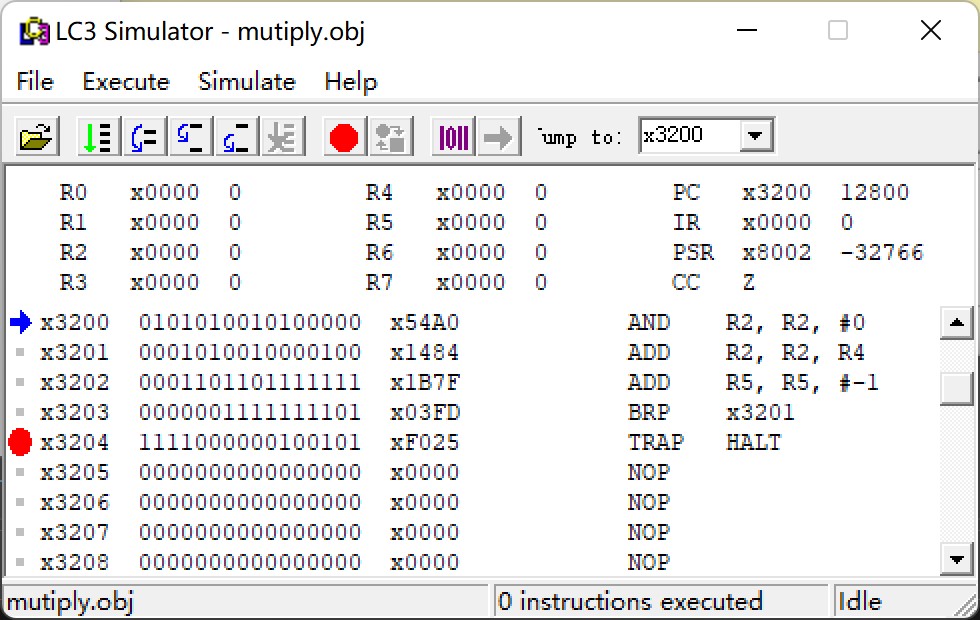 LC3 Simulator - mutiply.obj
File Execute Simulate Help
Jump to: x3200
R0 x0000 0 R4 x0000 0 PC x3200 12800
R1 x0000 0 R5 x0000 0 IR x0000 0
R2 x0000 0 R6 x0000 0 PSR x8002 -32766
R3 x0000 0 R7 x0000 0 CC Z
x3200 0101010010100000 x54A0 AND R2, R2, #0
x3201 0001010010000100 x1484 ADD R2, R2, R4
x3202 0001101101111111 x1B7F ADD R5, R5, #-1
x3203 0000001111111101 x03FD BRP x3201
x3204 1111000000100101 xF025 TRAP HALT
x3205 0000000000000000 x0000 NOP
x3206 0000000000000000 x0000 NOP
x3207 0000000000000000 x0000 NOP
x3208 0000000000000000 x0000 NOP
mutiply.obj 0 instructions executed Idle